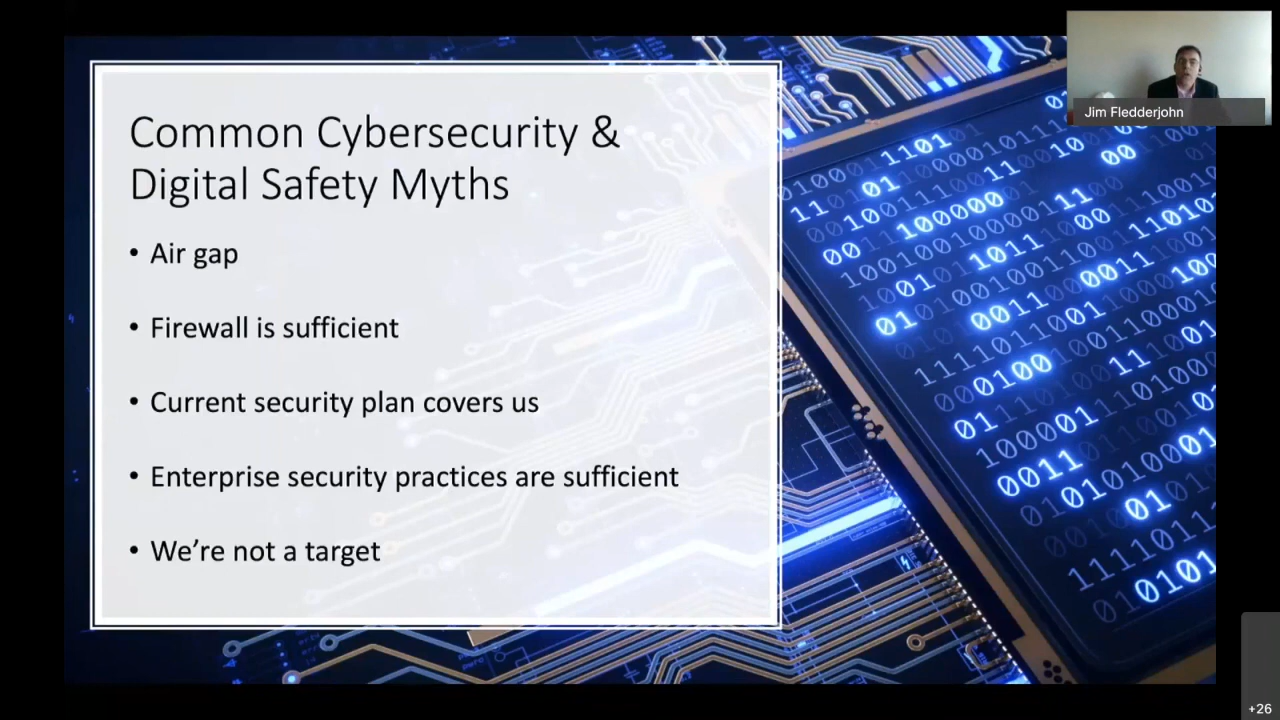 Common Cybersecurity &
Digital Safety Myths
• Air gap
• Firewall is sufficient
• Current security plan covers us
• Enterprise security practices are sufficient
• We’re not a target
Jim Fledderjohn
+26